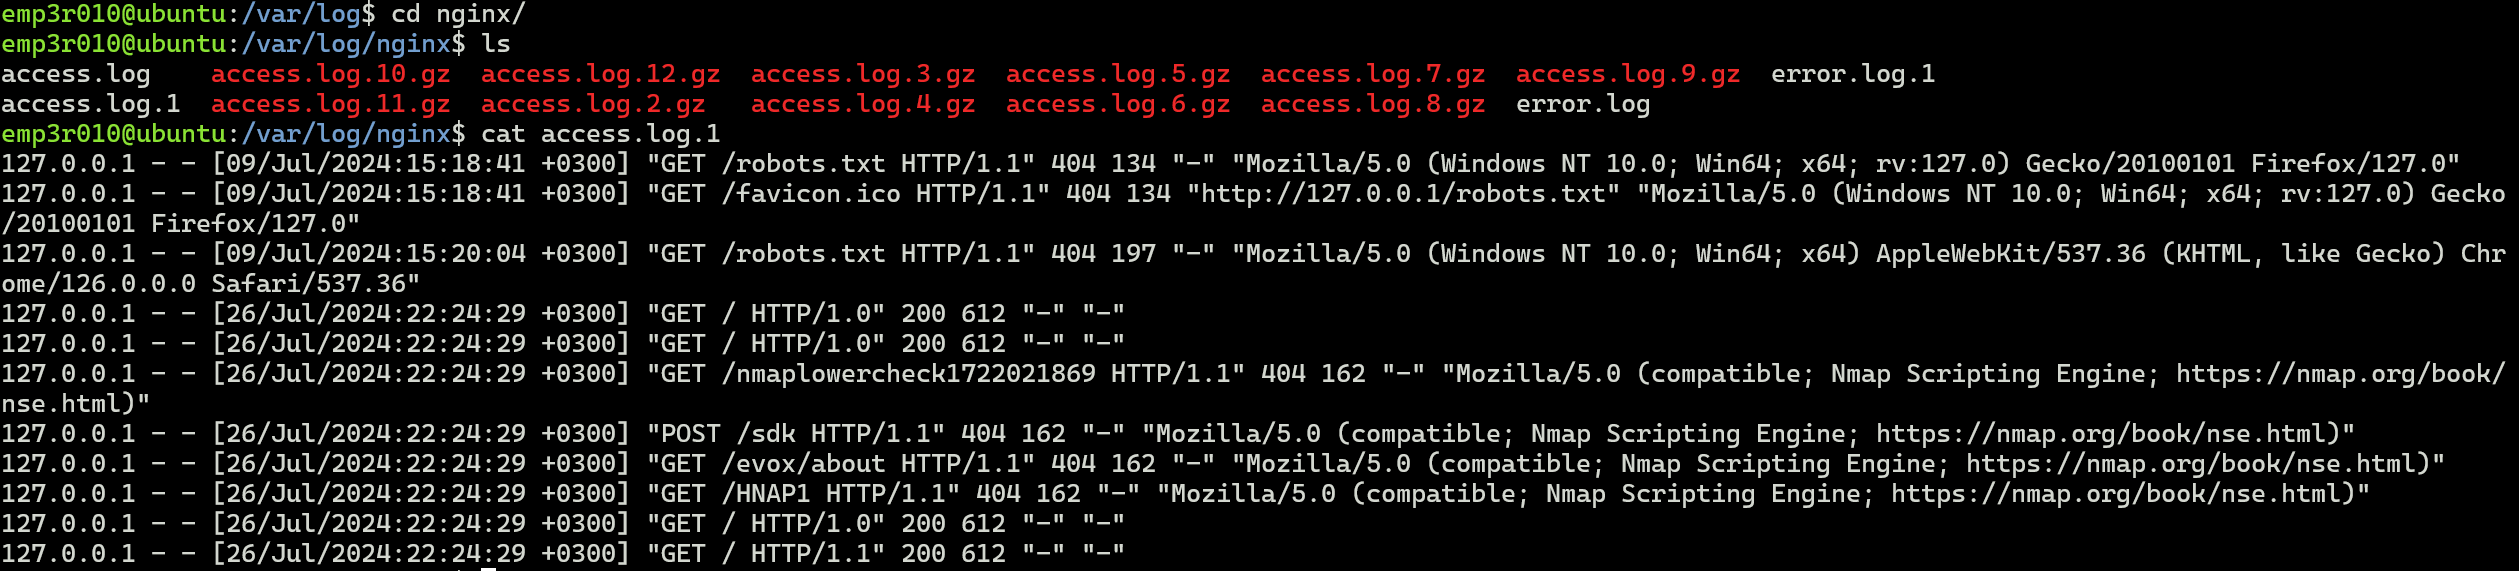 emp3r010@ubuntu:/var/log$ cd nginx/
emp3r010@ubuntu:/var/log/nginx$ ls
access.log    access.log.10.gz  access.log.12.gz  access.log.3.gz  access.log.5.gz  access.log.7.gz  access.log.9.gz  error.log.1
access.log.1  access.log.11.gz  access.log.2.gz   access.log.4.gz  access.log.6.gz  access.log.8.gz  error.log
emp3r010@ubuntu:/var/log/nginx$ cat access.log.1
127.0.0.1 - - [09/Jul/2024:15:18:41 +0300] "GET /robots.txt HTTP/1.1" 404 134 "-" "Mozilla/5.0 (Windows NT 10.0; Win64; x64; rv:127.0) Gecko/20100101 Firefox/127.0"
127.0.0.1 - - [09/Jul/2024:15:18:41 +0300] "GET /favicon.ico HTTP/1.1" 404 134 "http://127.0.0.1/robots.txt" "Mozilla/5.0 (Windows NT 10.0; Win64; x64; rv:127.0) Gecko
/20100101 Firefox/127.0"
127.0.0.1 - - [09/Jul/2024:15:20:04 +0300] "GET /robots.txt HTTP/1.1" 404 197 "-" "Mozilla/5.0 (Windows NT 10.0; Win64; x64) AppleWebKit/537.36 (KHTML, like Gecko) Chr
ome/126.0.0.0 Safari/537.36"
127.0.0.1 - - [26/Jul/2024:22:24:29 +0300] "GET / HTTP/1.0" 200 612 "-" "-"
127.0.0.1 - - [26/Jul/2024:22:24:29 +0300] "GET / HTTP/1.0" 200 612 "-" "-"
127.0.0.1 - - [26/Jul/2024:22:24:29 +0300] "GET /nmaplowercheck1722021869 HTTP/1.1" 404 162 "-" "Mozilla/5.0 (compatible; Nmap Scripting Engine; https://nmap.org/book/
nse.html)"
127.0.0.1 - - [26/Jul/2024:22:24:29 +0300] "POST /sdk HTTP/1.1" 404 162 "-" "Mozilla/5.0 (compatible; Nmap Scripting Engine; https://nmap.org/book/nse.html)"
127.0.0.1 - - [26/Jul/2024:22:24:29 +0300] "GET /evox/about HTTP/1.1" 404 162 "-" "Mozilla/5.0 (compatible; Nmap Scripting Engine; https://nmap.org/book/nse.html)"
127.0.0.1 - - [26/Jul/2024:22:24:29 +0300] "GET /HNAP1 HTTP/1.1" 404 162 "-" "Mozilla/5.0 (compatible; Nmap Scripting Engine; https://nmap.org/book/nse.html)"
127.0.0.1 - - [26/Jul/2024:22:24:29 +0300] "GET / HTTP/1.0" 200 612 "-" "-"
127.0.0.1 - - [26/Jul/2024:22:24:29 +0300] "GET / HTTP/1.1" 200 612 "-" "-"